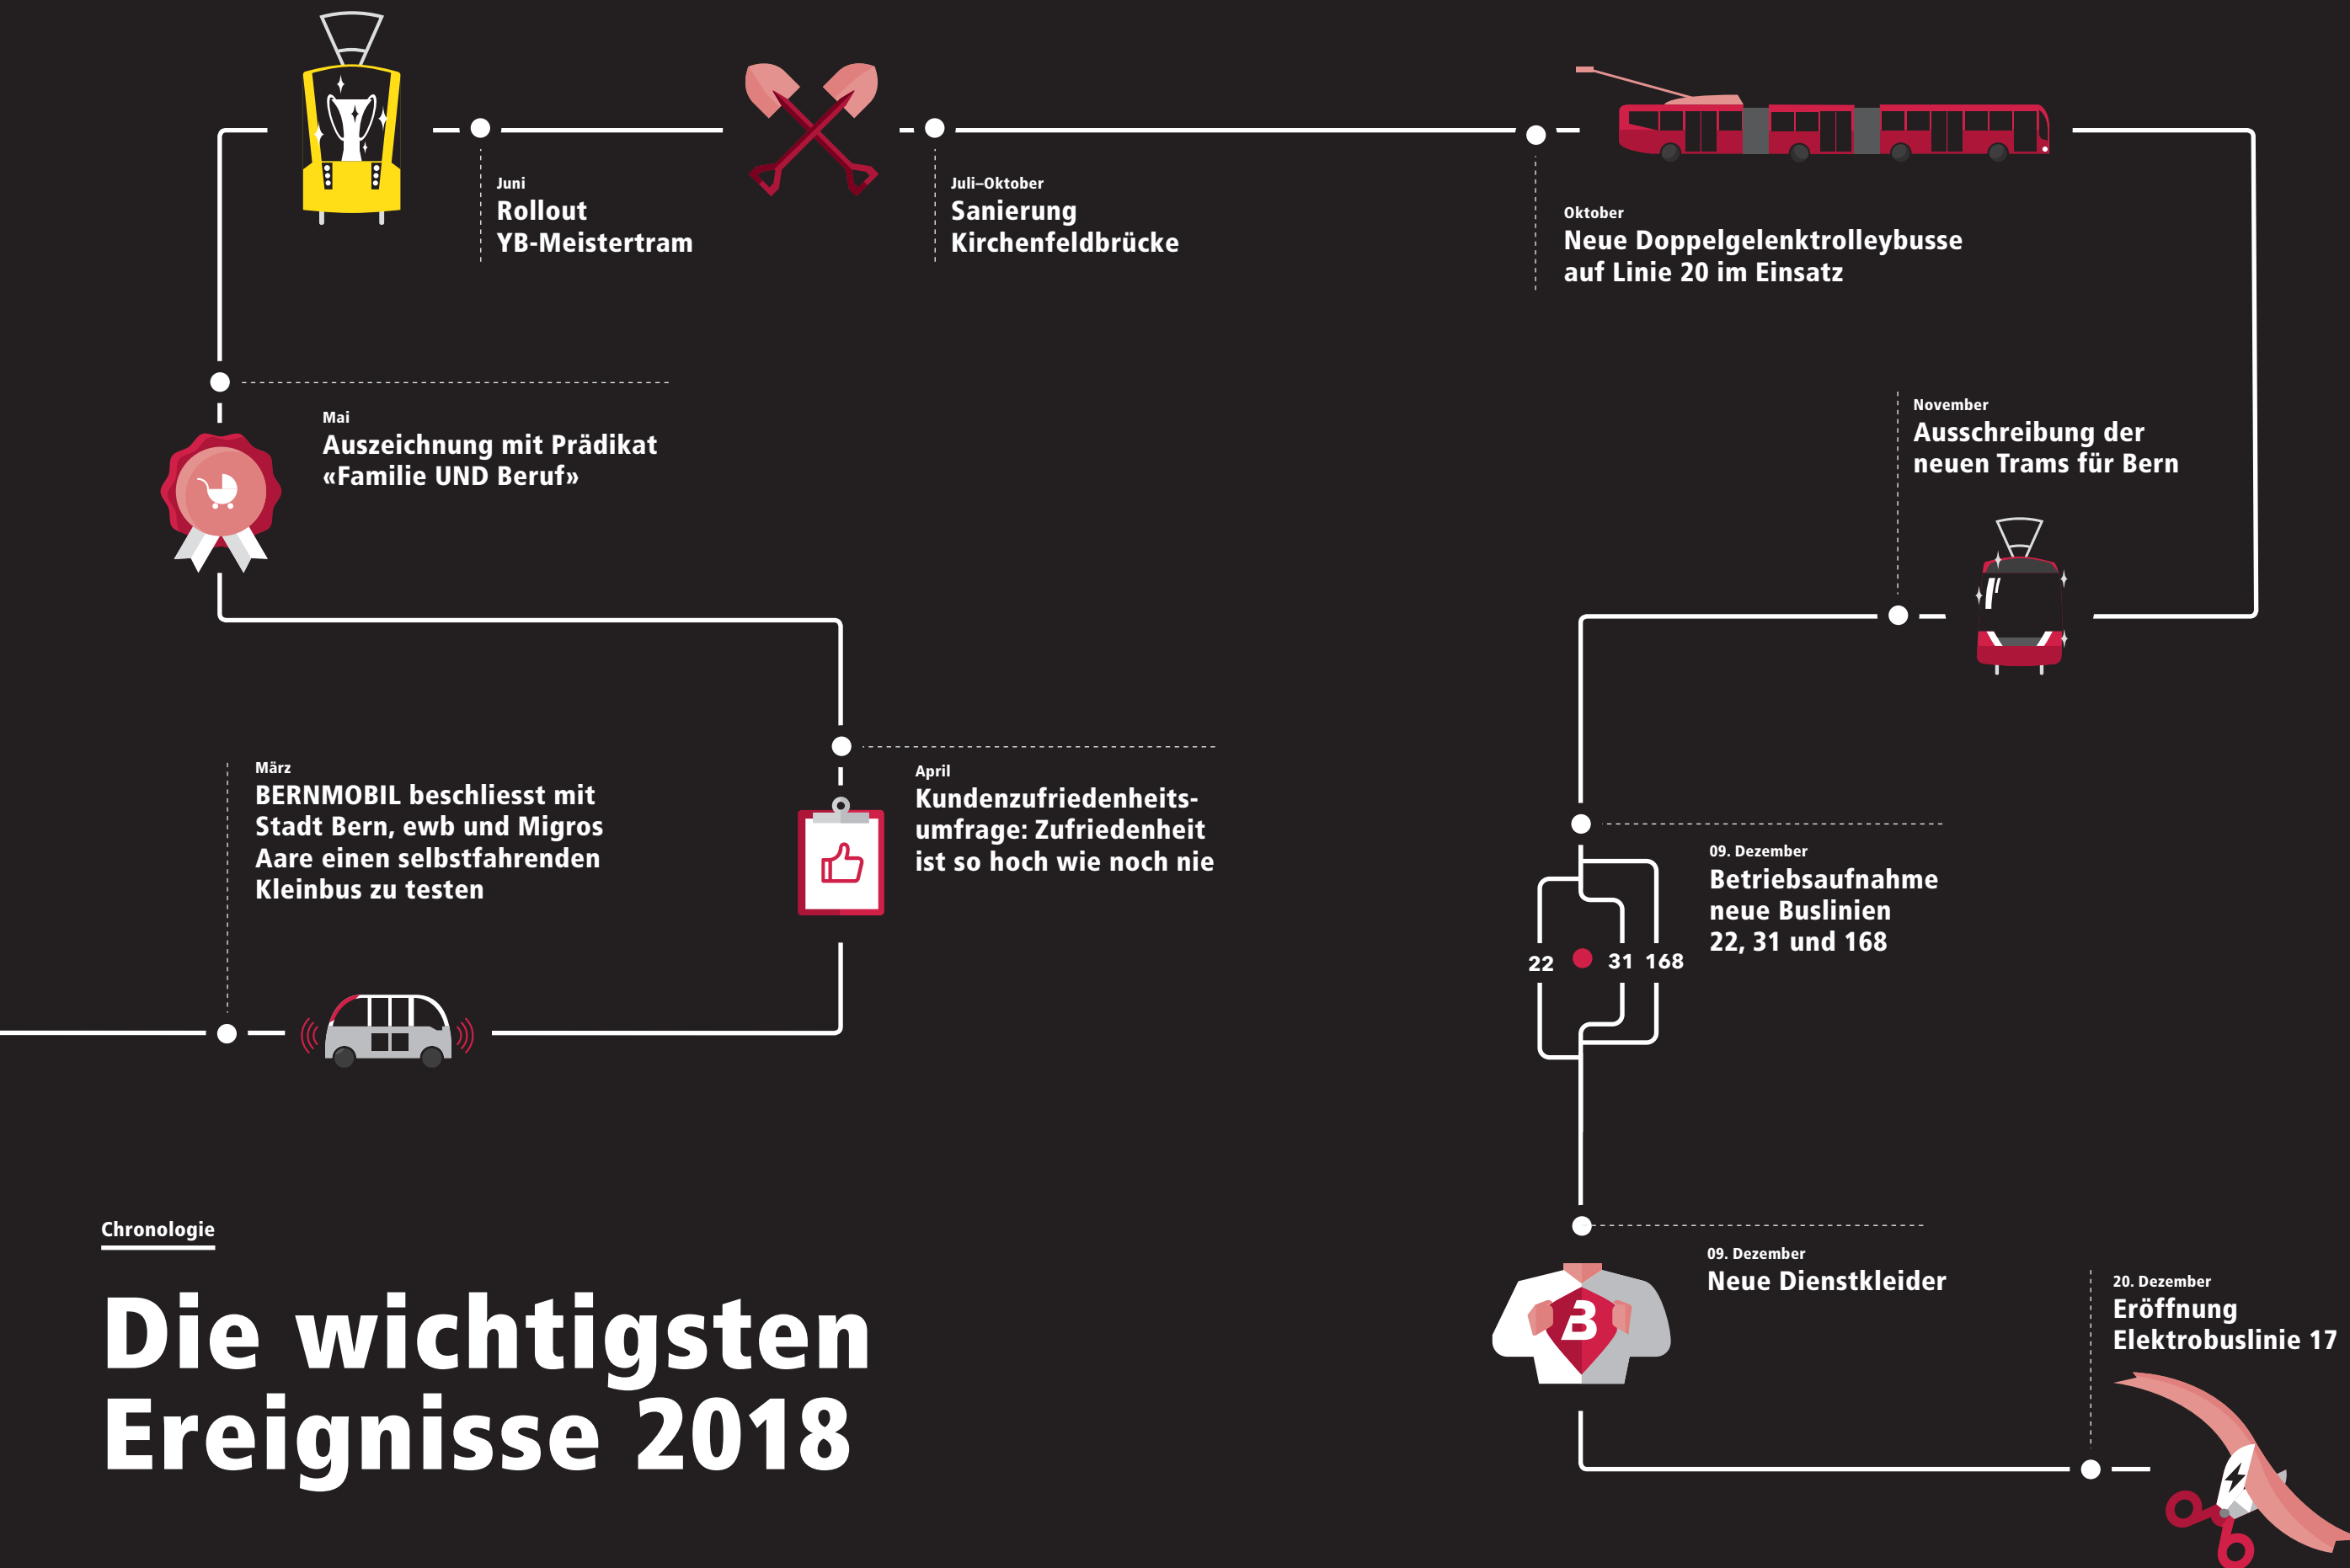 Juni
Rollout
YB-Meistertram
Juli–Oktober
Sanierung
Kirchenfeldbrücke
Oktober
Neue Doppelgelenktrolleybusse
auf Linie 20 im Einsatz
Mai
Auszeichnung mit Prädikat
«Familie UND Beruf»
November
Ausschreibung der
neuen Trams für Bern
März
BERNMOBIL beschliesst mit
Stadt Bern, ewb und Migros
Aare einen selbstfahrenden
Kleinbus zu testen
April
Kundenzufriedenheits-
umfrage: Zufriedenheit
ist so hoch wie noch nie
09. Dezember
Betriebsaufnahme
neue Buslinien
22, 31 und 168
22 31 168
Chronologie
Die wichtigsten
Ereignisse 2018
09. Dezember
Neue Dienstkleider
B
20. Dezember
Eröffnung
Elektrobuslinie 17